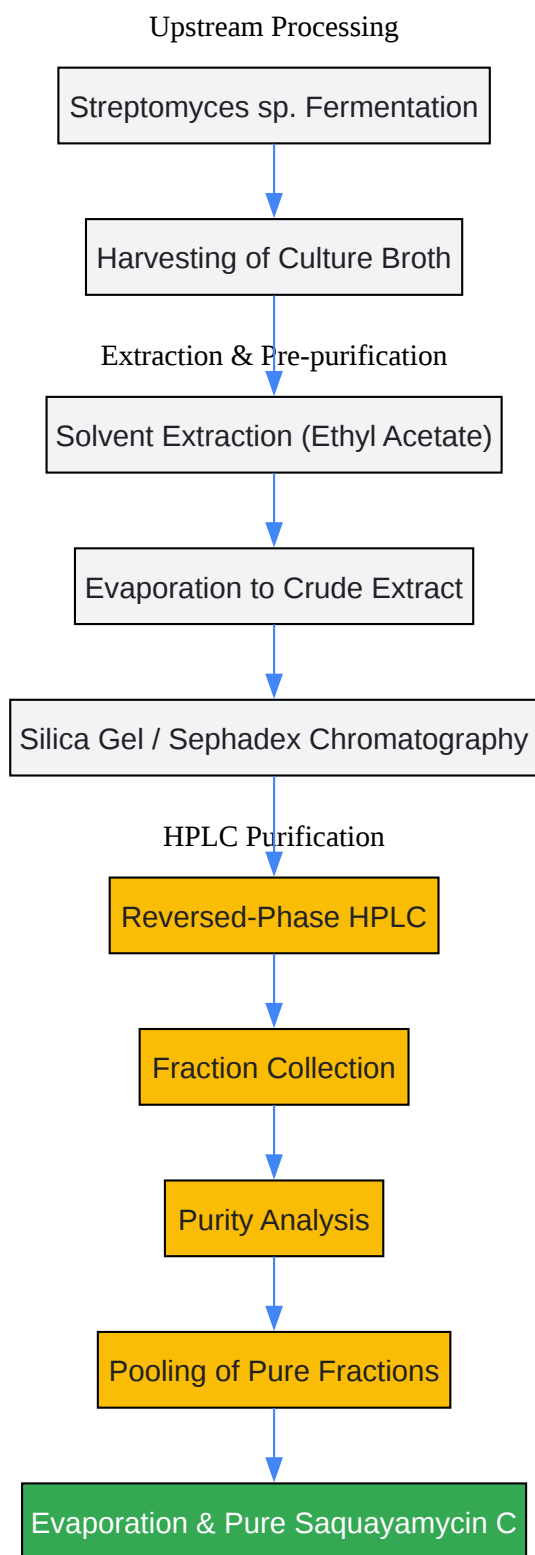 Upstream Processing
Streptomyces sp. Fermentation
Harvesting of Culture Broth
Extraction & Pre-purification
Solvent Extraction (Ethyl Acetate)
Evaporation to Crude Extract
Silica Gel / Sephadex Chromatography
HPLC Purification
Reversed-Phase HPLC
Fraction Collection
Purity Analysis
Pooling of Pure Fractions
Evaporation & Pure Saquayamycin C